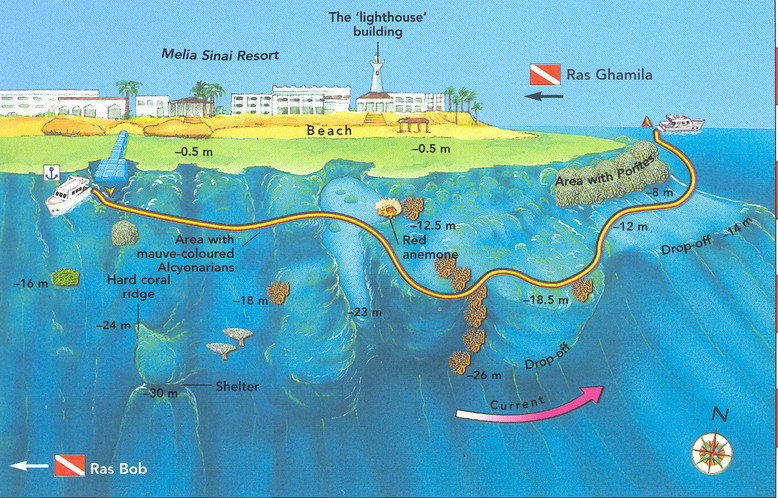 The ‘lighthouse’
building
Melia Sinai Resort
Ras Ghamila
Beach
–0.5 m
–0.5 m
Area with Porites
–8 m
–12.5 m
–12 m
Drop-off –14 m
Area with
mauve-coloured
Alcyonarians
Red
anemone
–16 m
Hard coral
ridge
–18 m
–18.5 m
–23 m
–24 m
Drop-off
–26 m
Shelter
–30 m
Current
N
Ras Bob